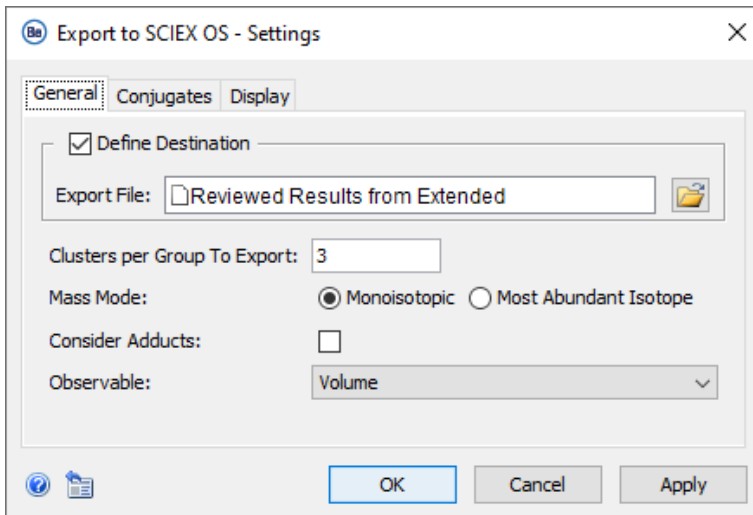 Be Export to SCIEX OS - Settings
General Conjugates Display
Define Destination
Export File: Reviewed Results from Extended
Clusters per Group To Export: 3
Mass Mode: Monoisotopic Most Abundant Isotope
Consider Adducts:
Observable: Volume
? OK Cancel Apply